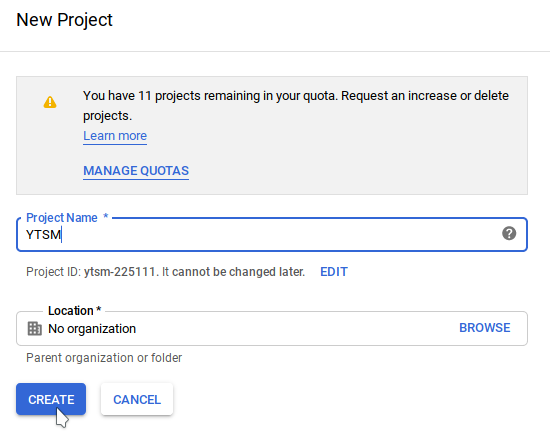 New Project
You have 11 projects remaining in your quota. Request an increase or delete
projects.
Learn more
MANAGE QUOTAS
Project Name *
YTSM
Project ID: ytsm-225111. It cannot be changed later. EDIT
Location *
No organization BROWSE
Parent organization or folder
CREATE CANCEL